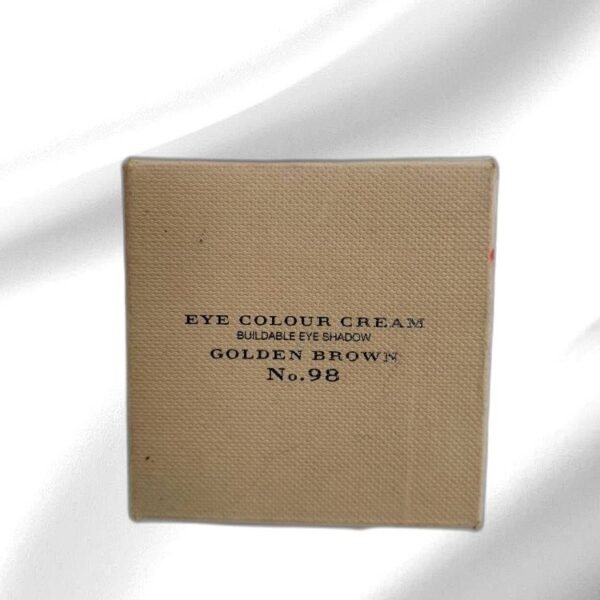 EYE COLOUR CREAM
BUILDABLE EYE SHADOW
GOLDEN BROWN
No.98